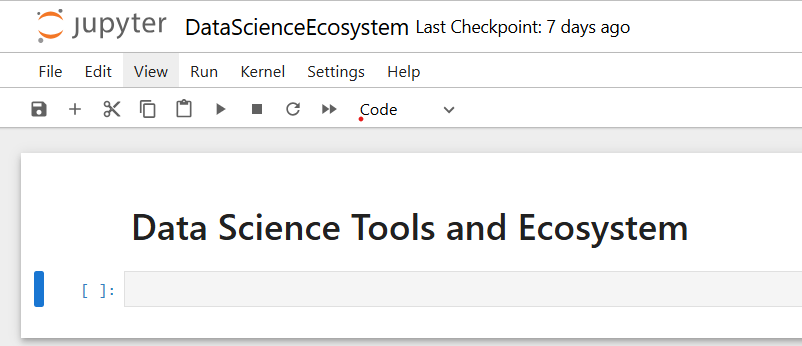 jupyter DataScienceEcosystem Last Checkpoint: 7 days ago
File Edit View Run Kernel Settings Help
Code
Data Science Tools and Ecosystem
[ ]: